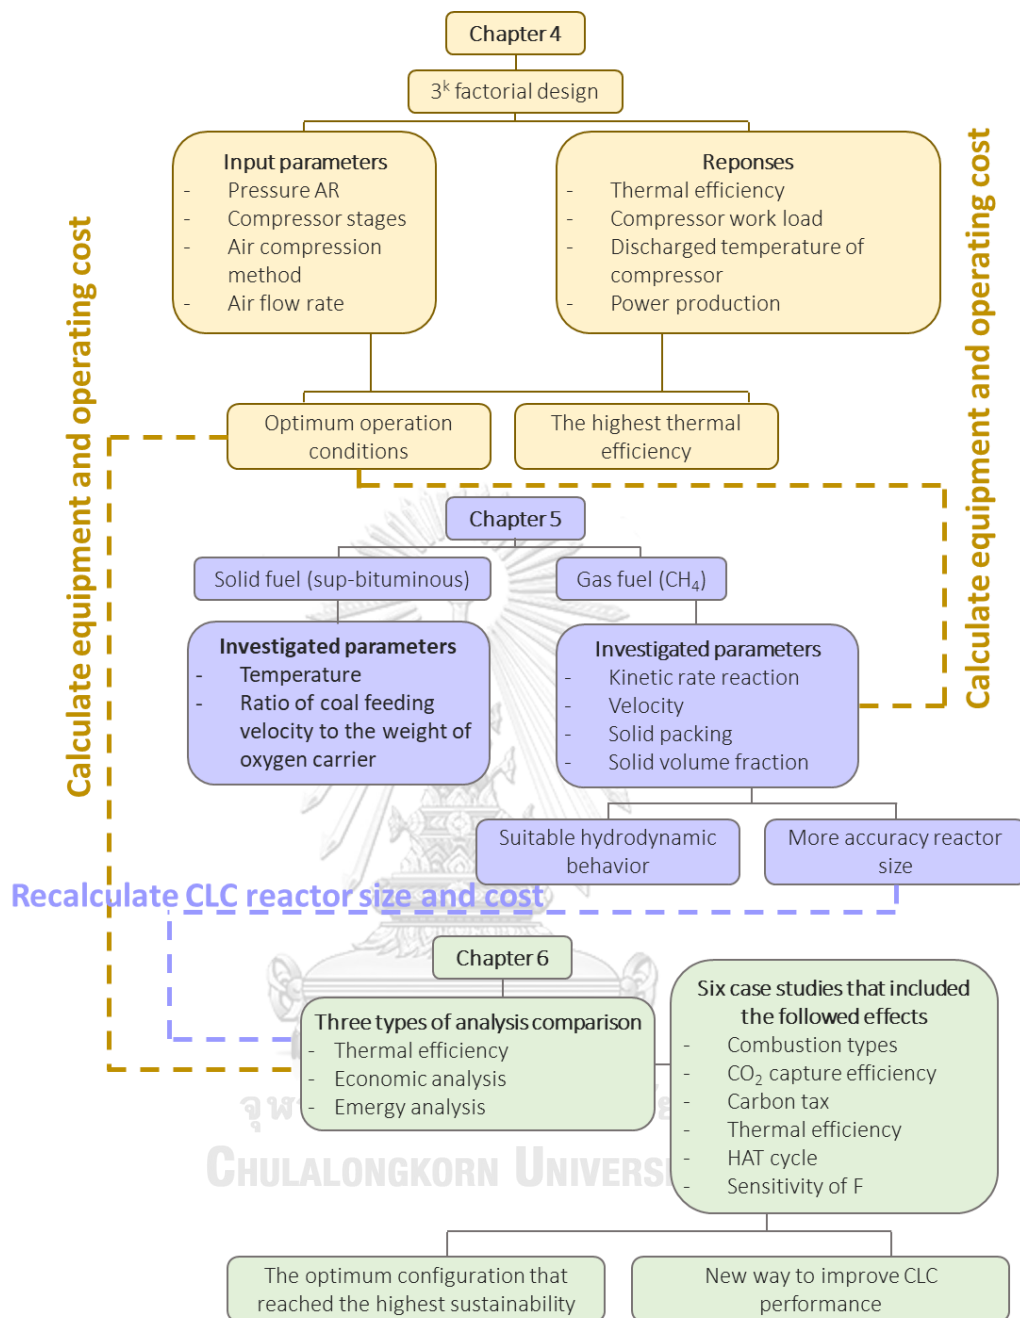 Chapter 4
3ᵏ factorial design
Input parameters
- Pressure AR
- Compressor stages
- Air compression
method
- Air flow rate
Reponses
- Thermal efficiency
- Compressor work load
- Discharged temperature of
compressor
- Power production
Calculate equipment and operating cost
Calculate equipment and operating cost
Optimum operation
conditions
The highest thermal
efficiency
Chapter 5
Solid fuel (sup-bituminous)
Gas fuel (CH₄)
Investigated parameters
- Temperature
- Ratio of coal feeding
velocity to the weight of
oxygen carrier
Investigated parameters
- Kinetic rate reaction
- Velocity
- Solid packing
- Solid volume fraction
Suitable hydrodynamic
behavior
More accuracy reactor
size
Recalculate CLC reactor size and cost
Chapter 6
Three types of analysis comparison
- Thermal efficiency
- Economic analysis
- Emergy analysis
Six case studies that included
the followed effects
- Combustion types
- CO₂ capture efficiency
- Carbon tax
- Thermal efficiency
- HAT cycle
- Sensitivity of F
CHULALONGKORN
The optimum configuration that
reached the highest sustainability
New way to improve CLC
performance